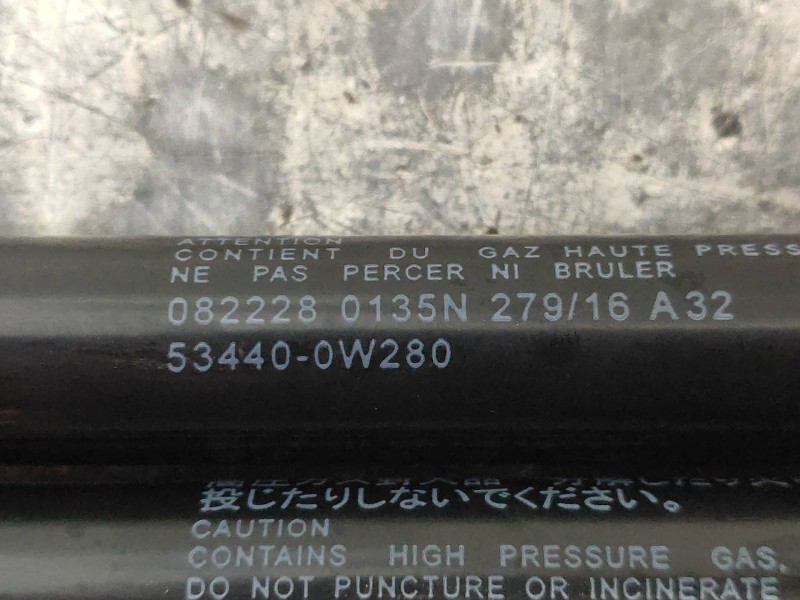 ATTENTION
CONTIENT DU GAZ HAUTE PRESS
NE PAS PERCER NI BRULER
082228 0135N 279/16 A32
53440-0W280
投じたりしないでください。
CAUTION
CONTAINS HIGH PRESSURE GAS.
DO NOT PUNCTURE OR INCINERATE